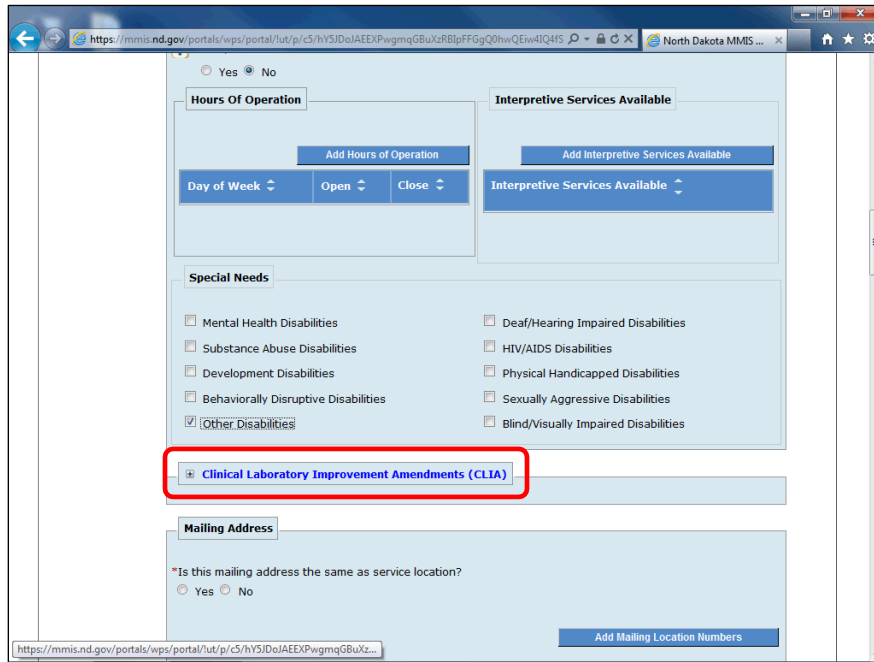 https://mmis.nd.gov/portals/wps/portal/!ut/p/c5/hY5JDoJAEEXPwgmqGBuXzRBIpFFGgQ0hwQEiw4IQ4fS
North Dakota MMIS ...
Yes No
Hours Of Operation
Interpretive Services Available
Add Hours of Operation
Add Interpretive Services Available
Day of Week Open Close
Interpretive Services Available
Special Needs
Mental Health Disabilities
Deaf/Hearing Impaired Disabilities
Substance Abuse Disabilities
HIV/AIDS Disabilities
Development Disabilities
Physical Handicapped Disabilities
Behaviorally Disruptive Disabilities
Sexually Aggressive Disabilities
Other Disabilities
Blind/Visually Impaired Disabilities
Clinical Laboratory Improvement Amendments (CLIA)
Mailing Address
*Is this mailing address the same as service location?
Yes No
Add Mailing Location Numbers
https://mmis.nd.gov/portals/wps/portal/!ut/p/c5/hY5JDoJAEEXPwgmqGBuXz...